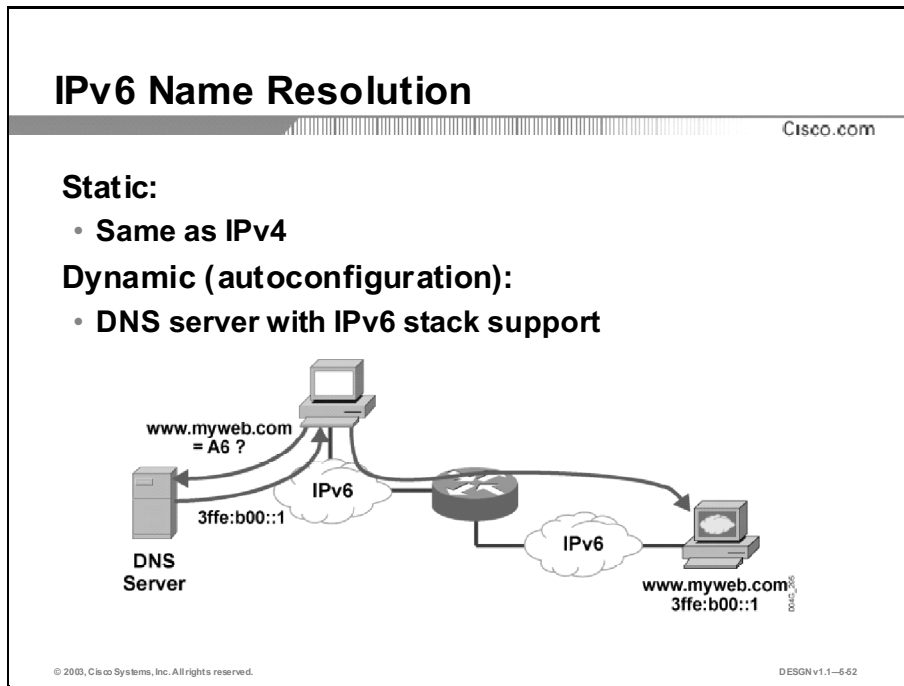 IPv6 Name Resolution
Cisco.com
Static:
• Same as IPv4
Dynamic (autoconfiguration):
• DNS server with IPv6 stack support
www.myweb.com
= A6 ?
IPv6
3ffe:b00::1
DNS
Server
IPv6
www.myweb.com
3ffe:b00::1
© 2003, Cisco Systems, Inc. All rights reserved.
DESGN v1.1—5-52